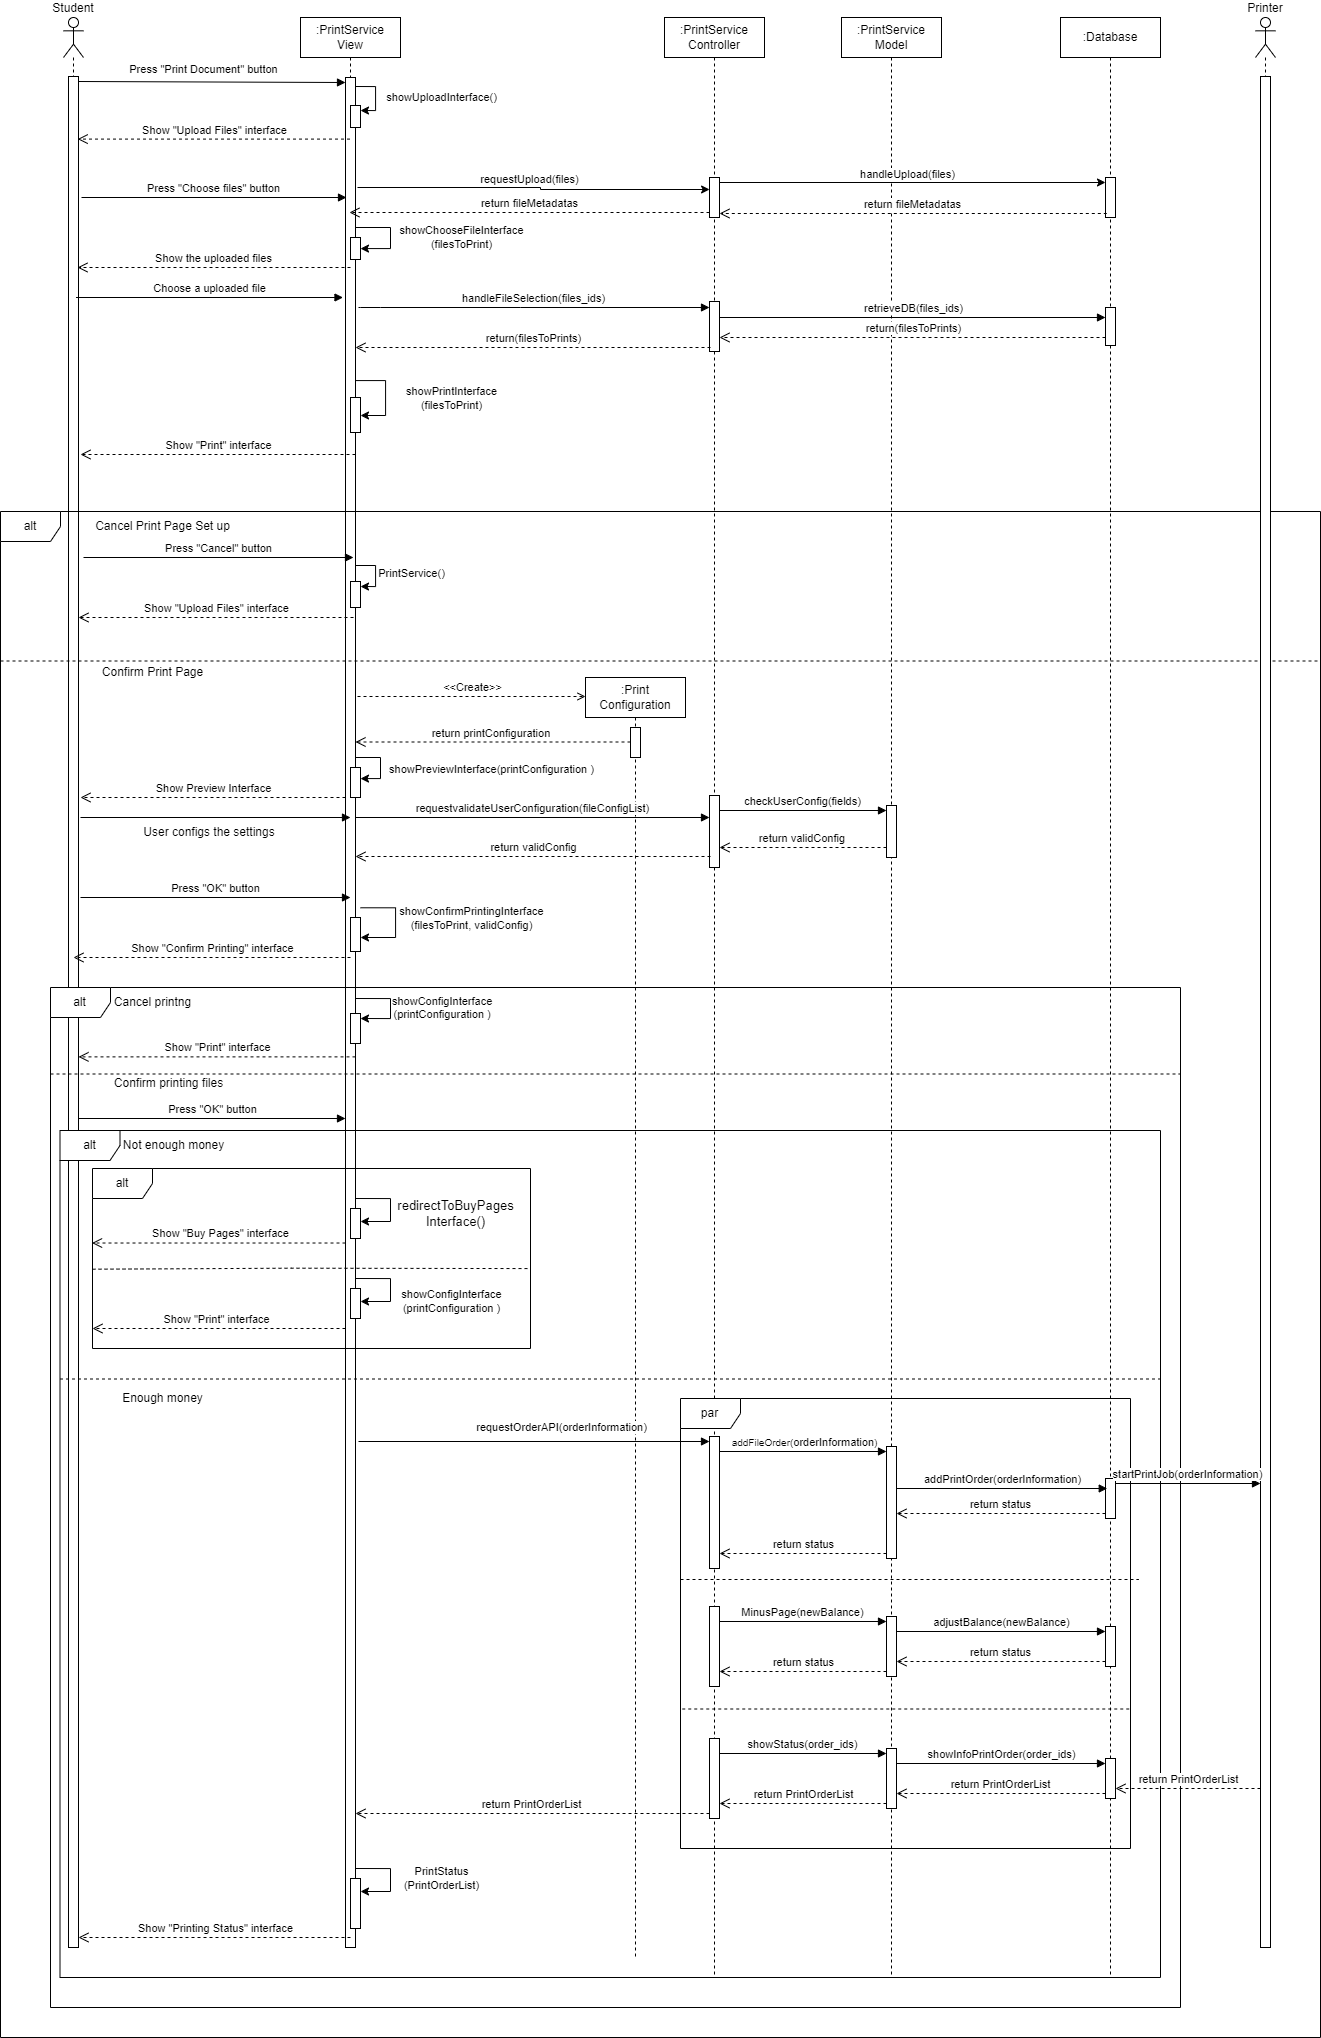 Student
Printer
:PrintService
View
:PrintService
Controller
:PrintService
Model
:Database
Press "Print Document" button
showUploadInterface()
Show "Upload Files" interface
Press "Choose files" button
requestUpload(files)
handleUpload(files)
return fileMetadatas
return fileMetadatas
showChooseFileInterface
(filesToPrint)
Show the uploaded files
Choose a uploaded file
handleFileSelection(files_ids)
retrieveDB(files_ids)
return(filesToPrints)
return(filesToPrints)
showPrintInterface
(filesToPrint)
Show "Print" interface
alt
Cancel Print Page Set up
Press "Cancel" button
PrintService()
Show "Upload Files" interface
Confirm Print Page
<<Create>>
:Print
Configuration
return printConfiguration
showPreviewInterface(printConfiguration )
Show Preview Interface
requestvalidateUserConfiguration(fileConfigList)
checkUserConfig(fields)
User configs the settings
return validConfig
return validConfig
Press "OK" button
showConfirmPrintingInterface
(filesToPrint, validConfig)
Show "Confirm Printing" interface
alt
Cancel printng
showConfigInterface
(printConfiguration )
Show "Print" interface
Confirm printing files
Press "OK" button
alt
Not enough money
alt
redirectToBuyPages
Interface()
Show "Buy Pages" interface
showConfigInterface
(printConfiguration )
Show "Print" interface
Enough money
par
requestOrderAPI(orderInformation)
addFileOrder(orderInformation)
addPrintOrder(orderInformation)
startPrintJob(orderInformation)
return status
return status
MinusPage(newBalance)
adjustBalance(newBalance)
return status
return status
showStatus(order_ids)
showInfoPrintOrder(order_ids)
return PrintOrderList
return PrintOrderList
return PrintOrderList
return PrintOrderList
PrintStatus
(PrintOrderList)
Show "Printing Status" interface